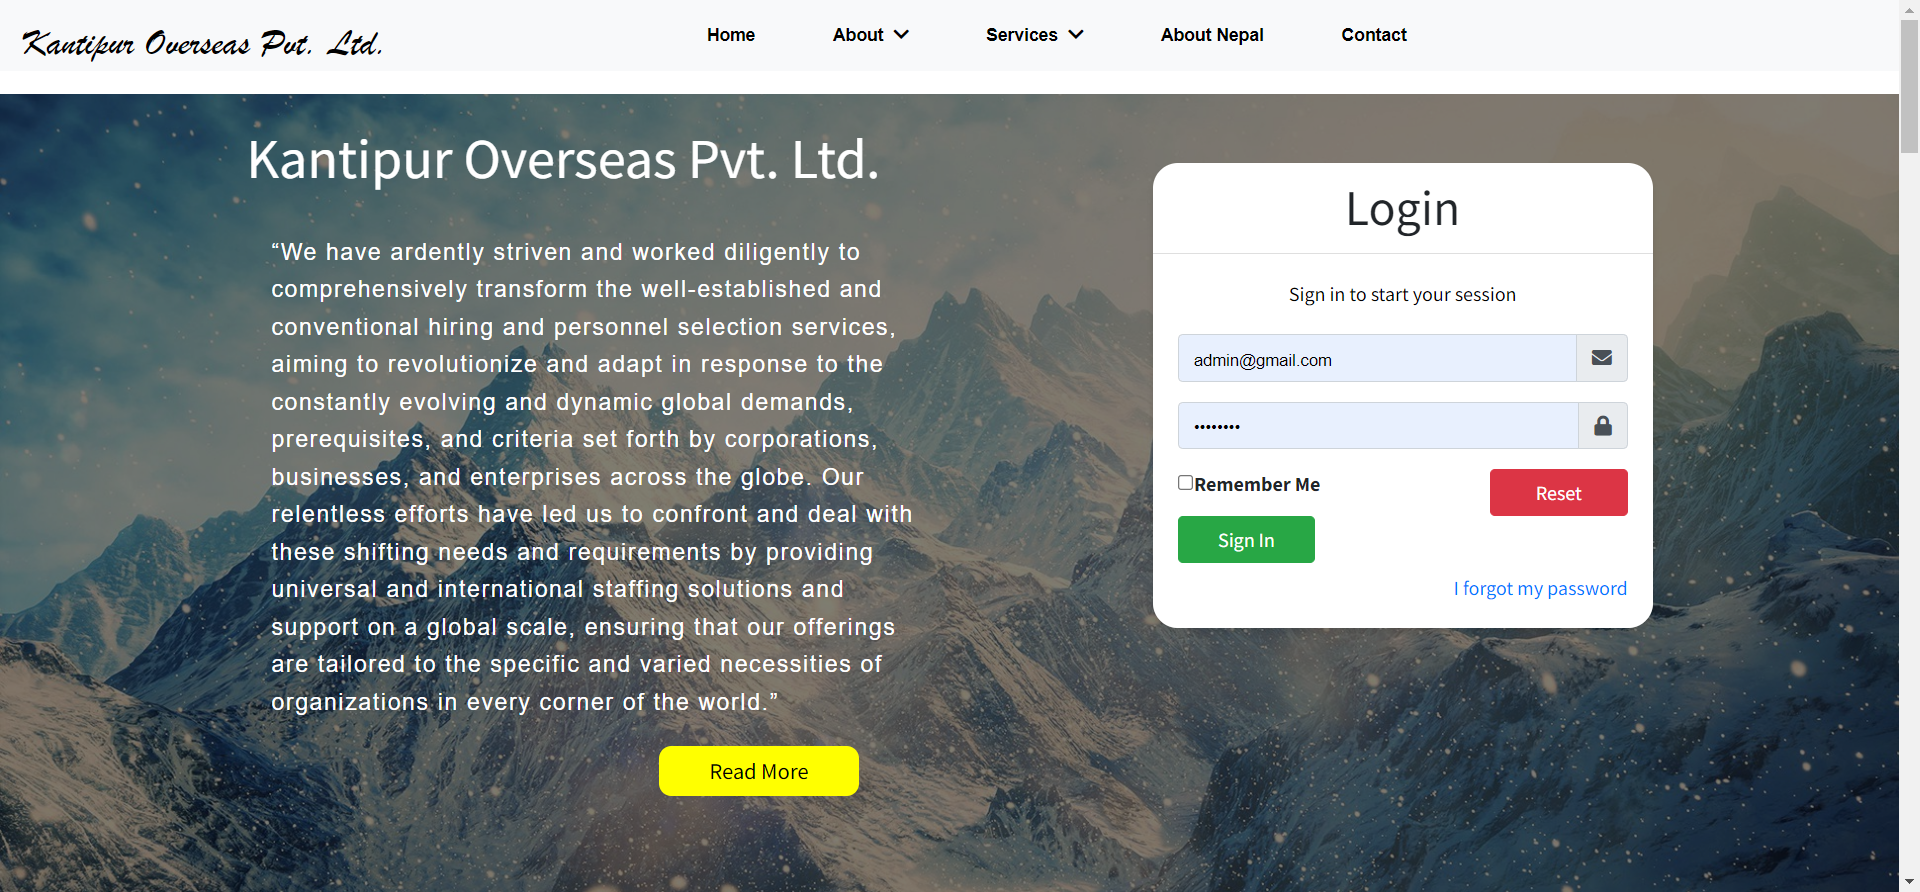 Kantipur Overseas Pvt. Ltd.
Home
About
Services
About Nepal
Contact
Kantipur Overseas Pvt. Ltd.
“We have ardently striven and worked diligently to
comprehensively transform the well-established and
conventional hiring and personnel selection services,
aiming to revolutionize and adapt in response to the
constantly evolving and dynamic global demands,
prerequisites, and criteria set forth by corporations,
businesses, and enterprises across the globe. Our
relentless efforts have led us to confront and deal with
these shifting needs and requirements by providing
universal and international staffing solutions and
support on a global scale, ensuring that our offerings
are tailored to the specific and varied necessities of
organizations in every corner of the world.”
Read More
Login
Sign in to start your session
admin@gmail.com
••••••••
Remember Me
Reset
Sign In
I forgot my password